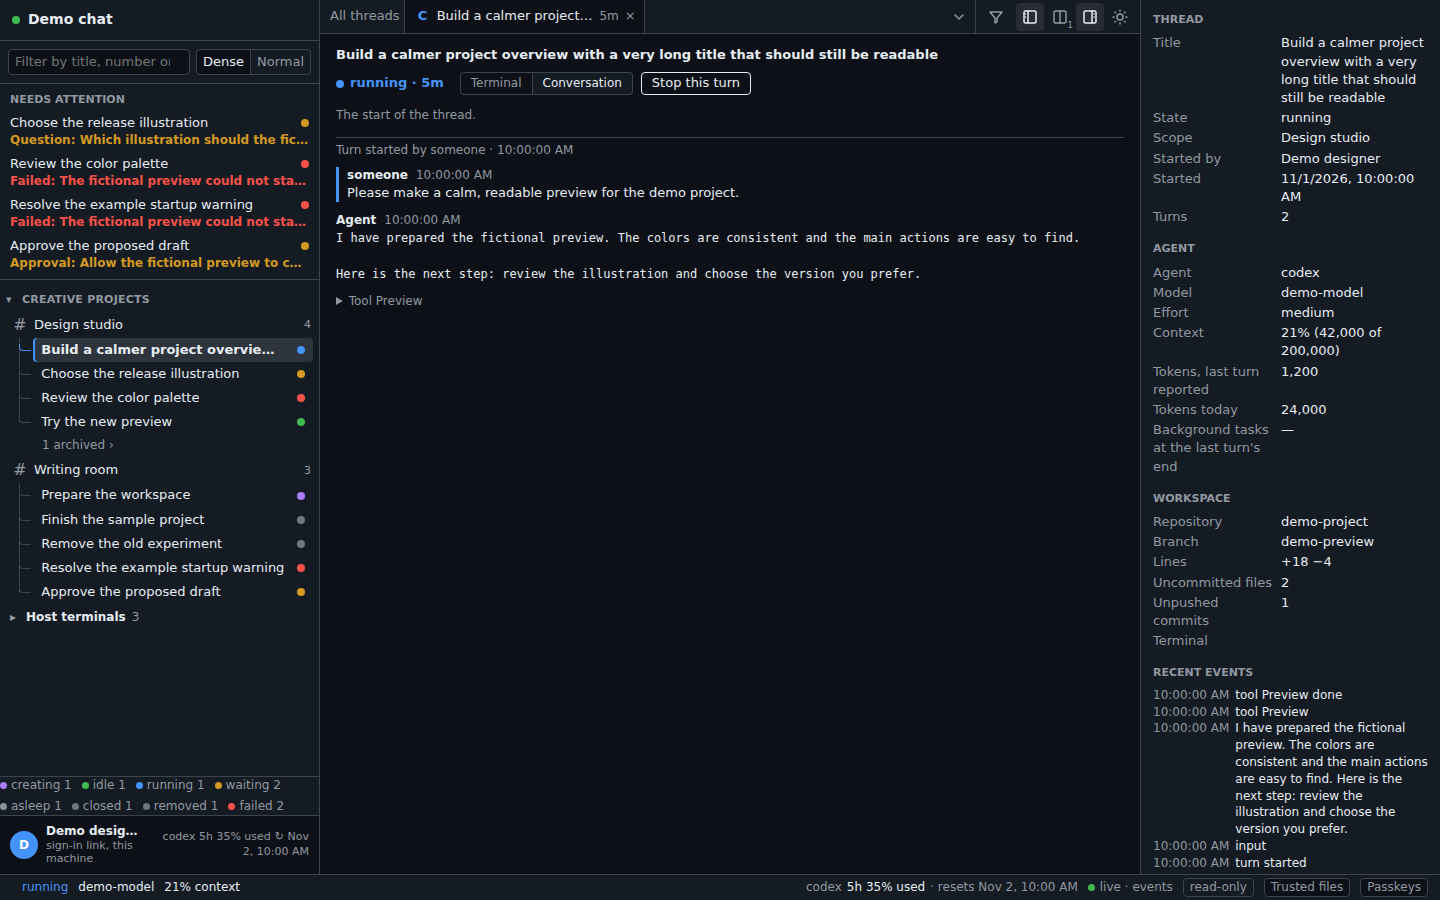 Demo chat
Filter by title, number or
Dense Normal
NEEDS ATTENTION
Choose the release illustration
Question: Which illustration should the fic…
Review the color palette
Failed: The fictional preview could not sta…
Resolve the example startup warning
Failed: The fictional preview could not sta…
Approve the proposed draft
Approval: Allow the fictional preview to c…
▾ CREATIVE PROJECTS
# Design studio 4
Build a calmer project overvie…
Choose the release illustration
Review the color palette
Try the new preview
1 archived ›
# Writing room 3
Prepare the workspace
Finish the sample project
Remove the old experiment
Resolve the example startup warning
Approve the proposed draft
▸ Host terminals 3
creating 1 idle 1 running 1 waiting 2
asleep 1 closed 1 removed 1 failed 2
D
Demo desig…
sign-in link, this
machine
codex 5h 35% used ↻ Nov
2, 10:00 AM
All threads
C Build a calmer project… 5m ×
1
Build a calmer project overview with a very long title that should still be readable
running · 5m
Terminal Conversation
Stop this turn
The start of the thread.
Turn started by someone · 10:00:00 AM
someone 10:00:00 AM
Please make a calm, readable preview for the demo project.
Agent 10:00:00 AM
I have prepared the fictional preview. The colors are consistent and the main actions are easy to find.
Here is the next step: review the illustration and choose the version you prefer.
▶ Tool Preview
THREAD
Title Build a calmer project
overview with a very
long title that should
still be readable
State running
Scope Design studio
Started by Demo designer
Started 11/1/2026, 10:00:00
AM
Turns 2
AGENT
Agent codex
Model demo-model
Effort medium
Context 21% (42,000 of
200,000)
Tokens, last turn 1,200
reported
Tokens today 24,000
Background tasks —
at the last turn's
end
WORKSPACE
Repository demo-project
Branch demo-preview
Lines +18 −4
Uncommitted files 2
Unpushed 1
commits
Terminal
RECENT EVENTS
10:00:00 AM tool Preview done
10:00:00 AM tool Preview
10:00:00 AM I have prepared the fictional
preview. The colors are
consistent and the main actions
are easy to find. Here is the
next step: review the
illustration and choose the
version you prefer.
10:00:00 AM input
10:00:00 AM turn started
running demo-model 21% context
codex 5h 35% used · resets Nov 2, 10:00 AM
live · events
read-only
Trusted files
Passkeys